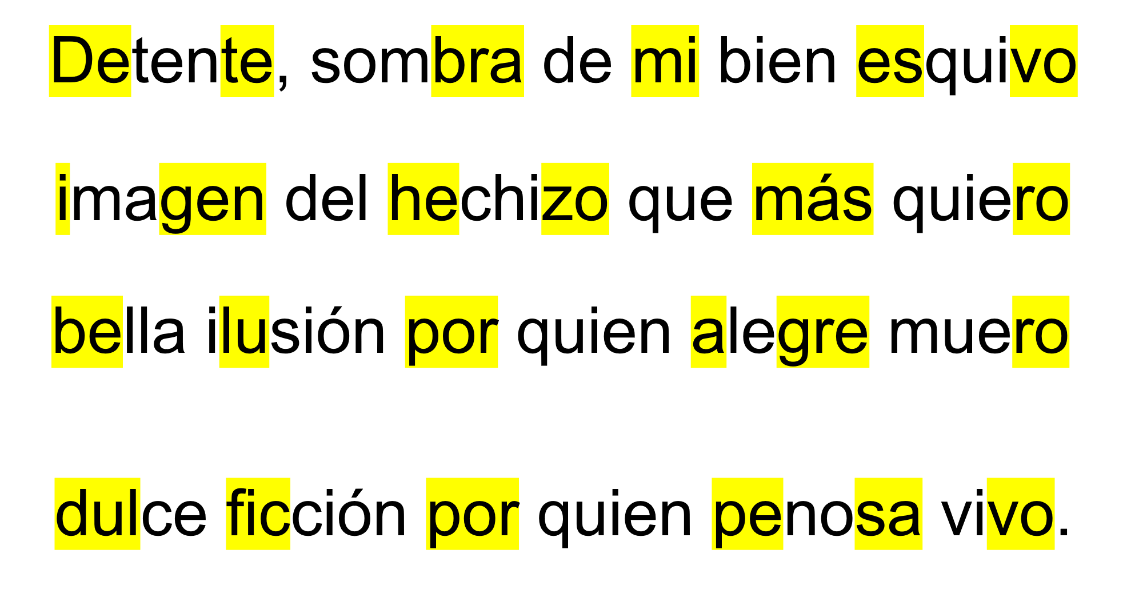 Detente, sombra de mi bien esquivo
imagen del hechizo que más quiero
bella ilusión por quien alegre muero
dulce ficción por quien penosa vivo.